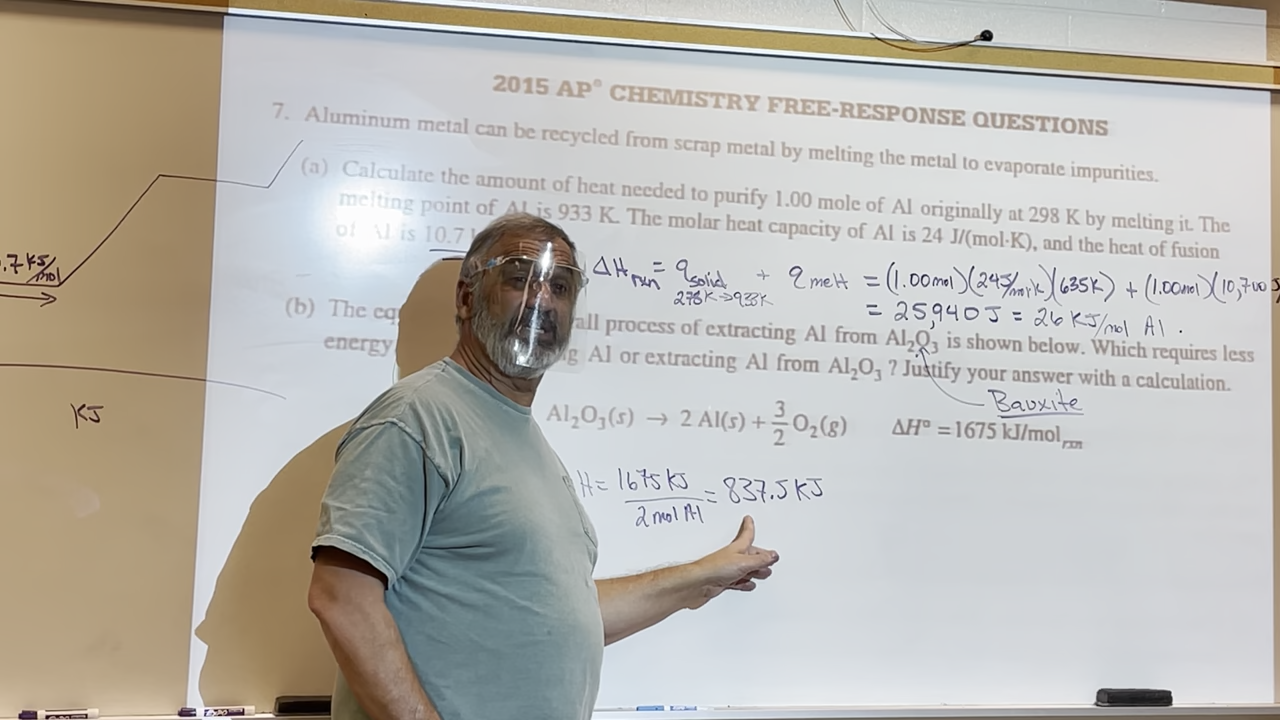 2015 AP® CHEMISTRY FREE-RESPONSE QUESTIONS
7. Aluminum metal can be recycled from scrap metal by melting the metal to evaporate impurities.
(a) Calculate the amount of heat needed to purify 1.00 mole of Al originally at 298 K by melting it. The
melting point of Al is 933 K. The molar heat capacity of Al is 24 J/(mol·K), and the heat of fusion
of Al is 10.7
.7 KJ/mol
ΔH rxn = q solid + q melt = (1.00mol)(24J/mol·K)(635K) + (1.00mol)(10,700 J
298K→933K
= 25,940 J = 26 KJ/mol Al.
(b) The eq all process of extracting Al from Al₂O₃ is shown below. Which requires less
energy g Al or extracting Al from Al₂O₃ ? Justify your answer with a calculation.
Bauxite
KJ
Al₂O₃(s) → 2 Al(s) + 3/2 O₂(g) ΔH° = 1675 kJ/mol rxn
H = 1675 KJ / 2 mol Al = 837.5 KJ